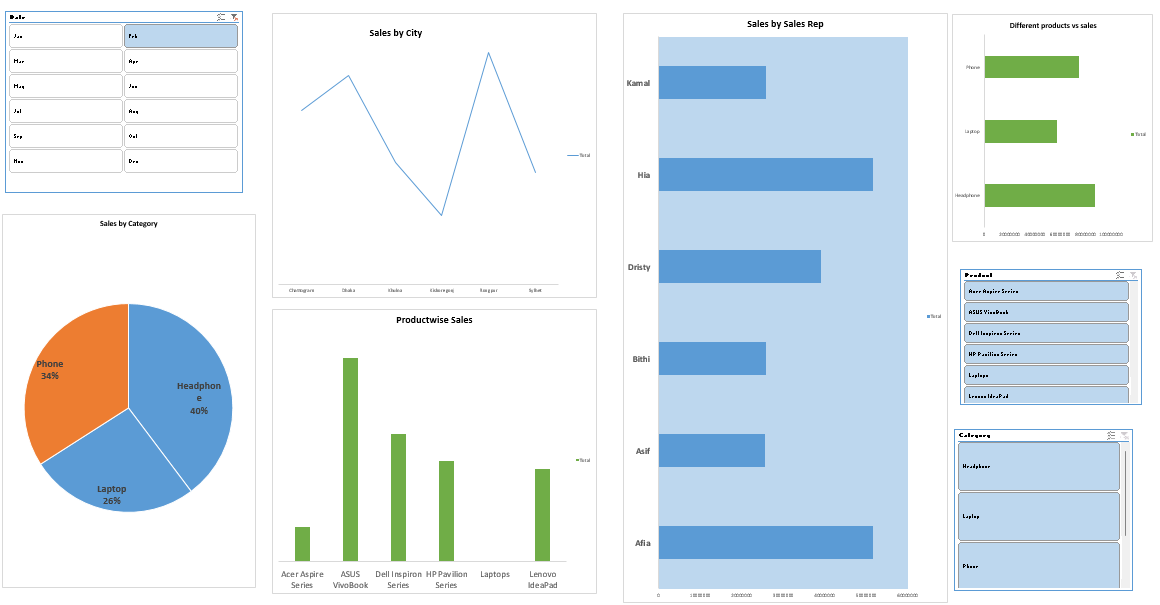 Date
Jan
Feb
Mar
Apr
May
Jun
Jul
Aug
Sep
Oct
Nov
Dec
Sales by Category
Phone
34%
Headphon
e
40%
Laptop
26%
Sales by City
Total
Dhaka
Khulna
Kishoregonj
Rangpur
Sylhet
Productwise Sales
Total
Acer Aspire
Series
ASUS
VivoBook
Dell Inspiron
Series
HP Pavilion
Series
Laptops
Lenovo
IdeaPad
Sales by Sales Rep
Kamal
Hia
Dristy
Bithi
Asif
Afia
Total
0
10000000
20000000
30000000
40000000
50000000
60000000
Different products vs sales
Phone
Laptop
Headphone
Total
0
20000000
40000000
60000000
80000000
100000000
Product
Acer Aspire Series
ASUS VivoBook
Dell Inspiron Series
HP Pavilion Series
Laptops
Lenovo IdeaPad
Category
Headphone
Laptop
Phone